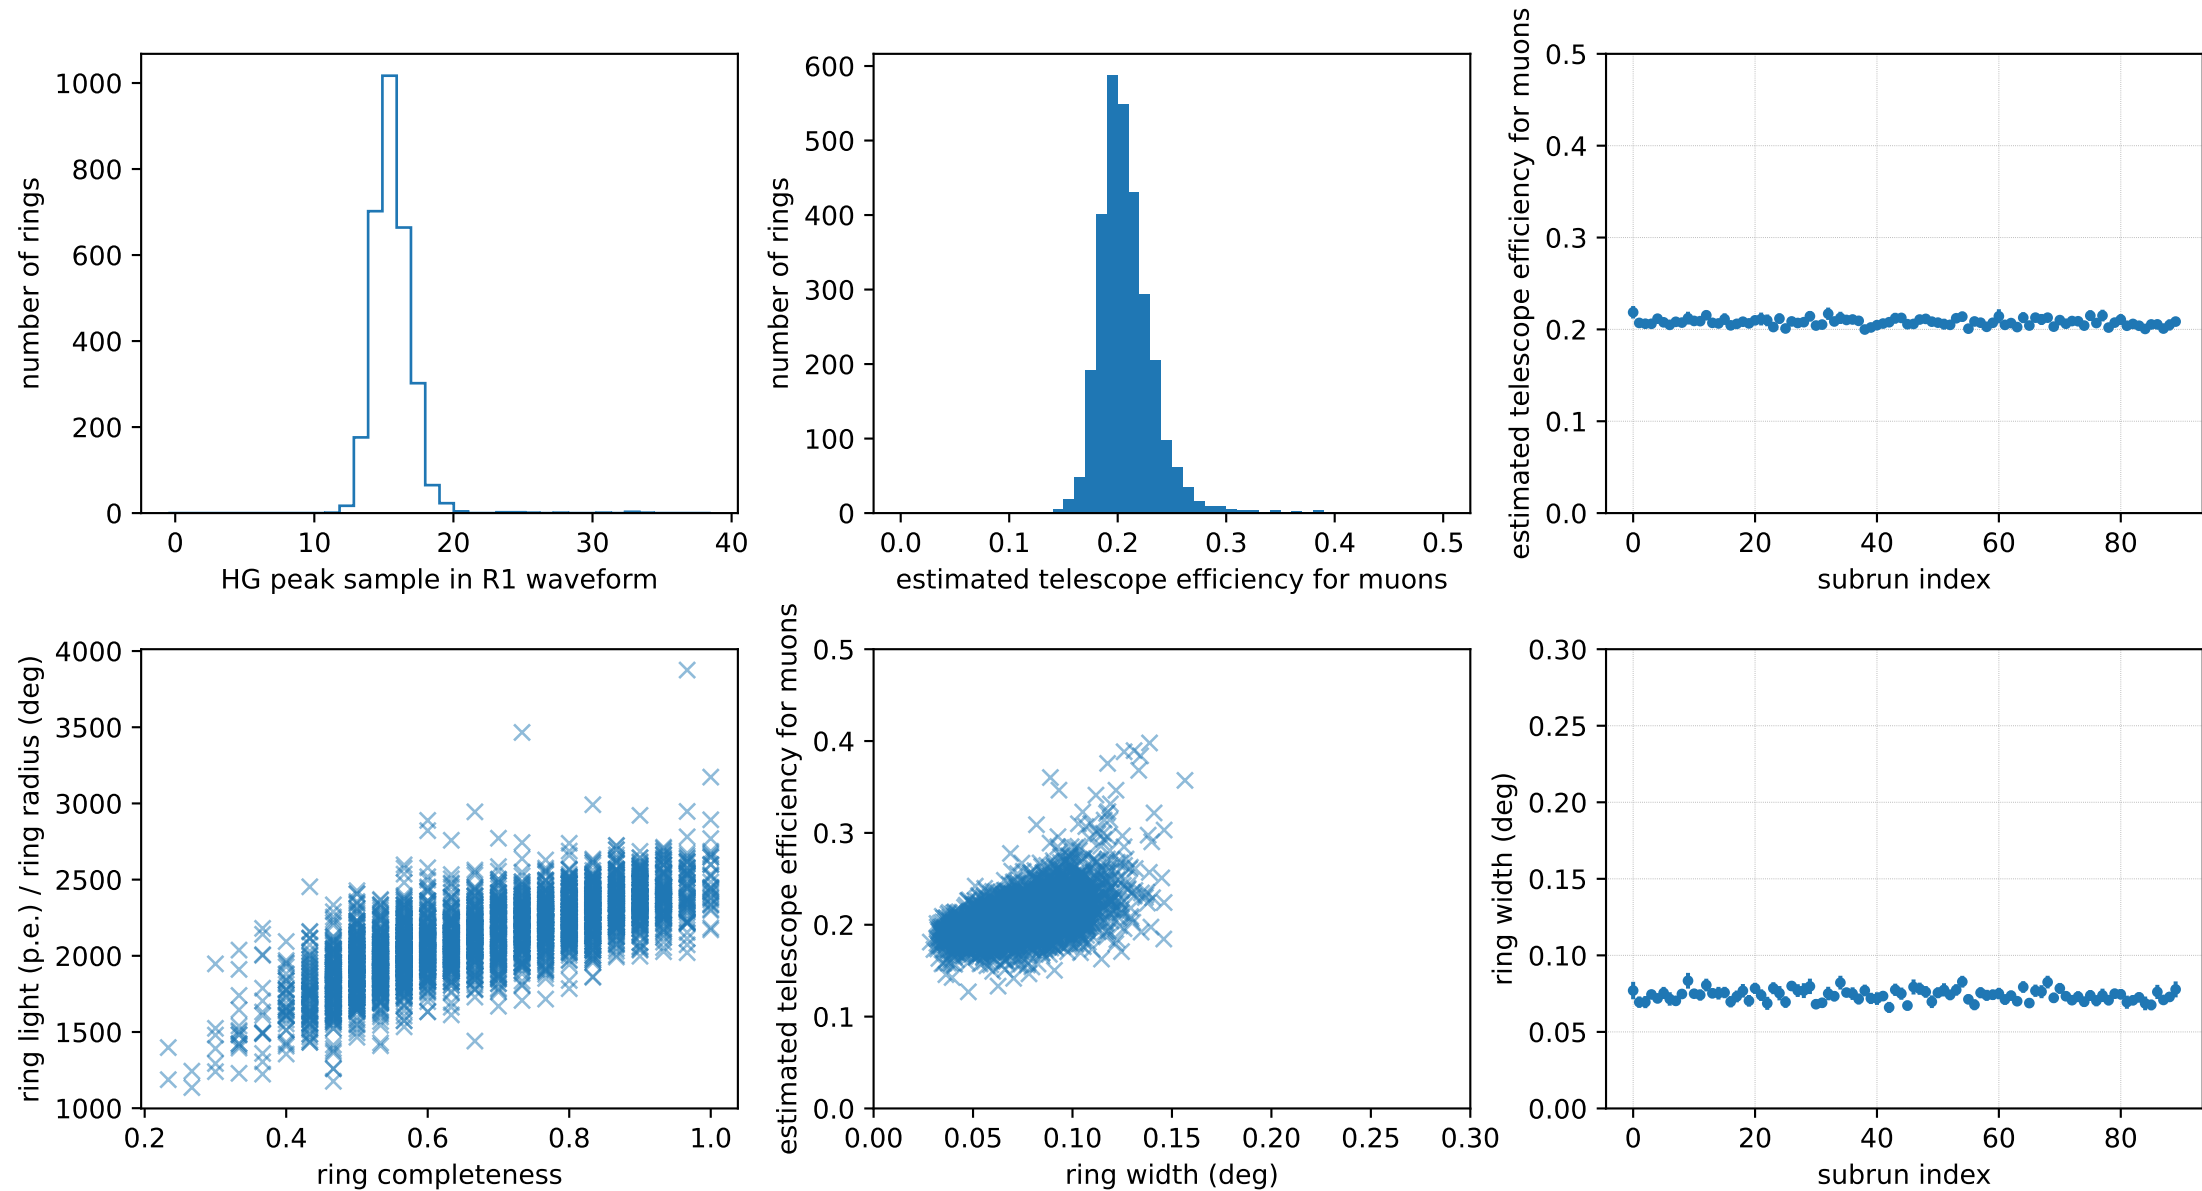 number of rings
1000
800
600
400
200
0
0 10 20 30 40
HG peak sample in R1 waveform
number of rings
600
500
400
300
200
100
0
0.0 0.1 0.2 0.3 0.4 0.5
estimated telescope efficiency for muons
estimated telescope efficiency for muons
0.5
0.4
0.3
0.2
0.1
0.0
0 20 40 60 80
subrun index
ring light (p.e.) / ring radius (deg)
4000
3500
3000
2500
2000
1500
1000
0.2 0.4 0.6 0.8 1.0
ring completeness
estimated telescope efficiency for muons
0.5
0.4
0.3
0.2
0.1
0.0
0.00 0.05 0.10 0.15 0.20 0.25 0.30
ring width (deg)
ring width (deg)
0.30
0.25
0.20
0.15
0.10
0.05
0.00
0 20 40 60 80
subrun index